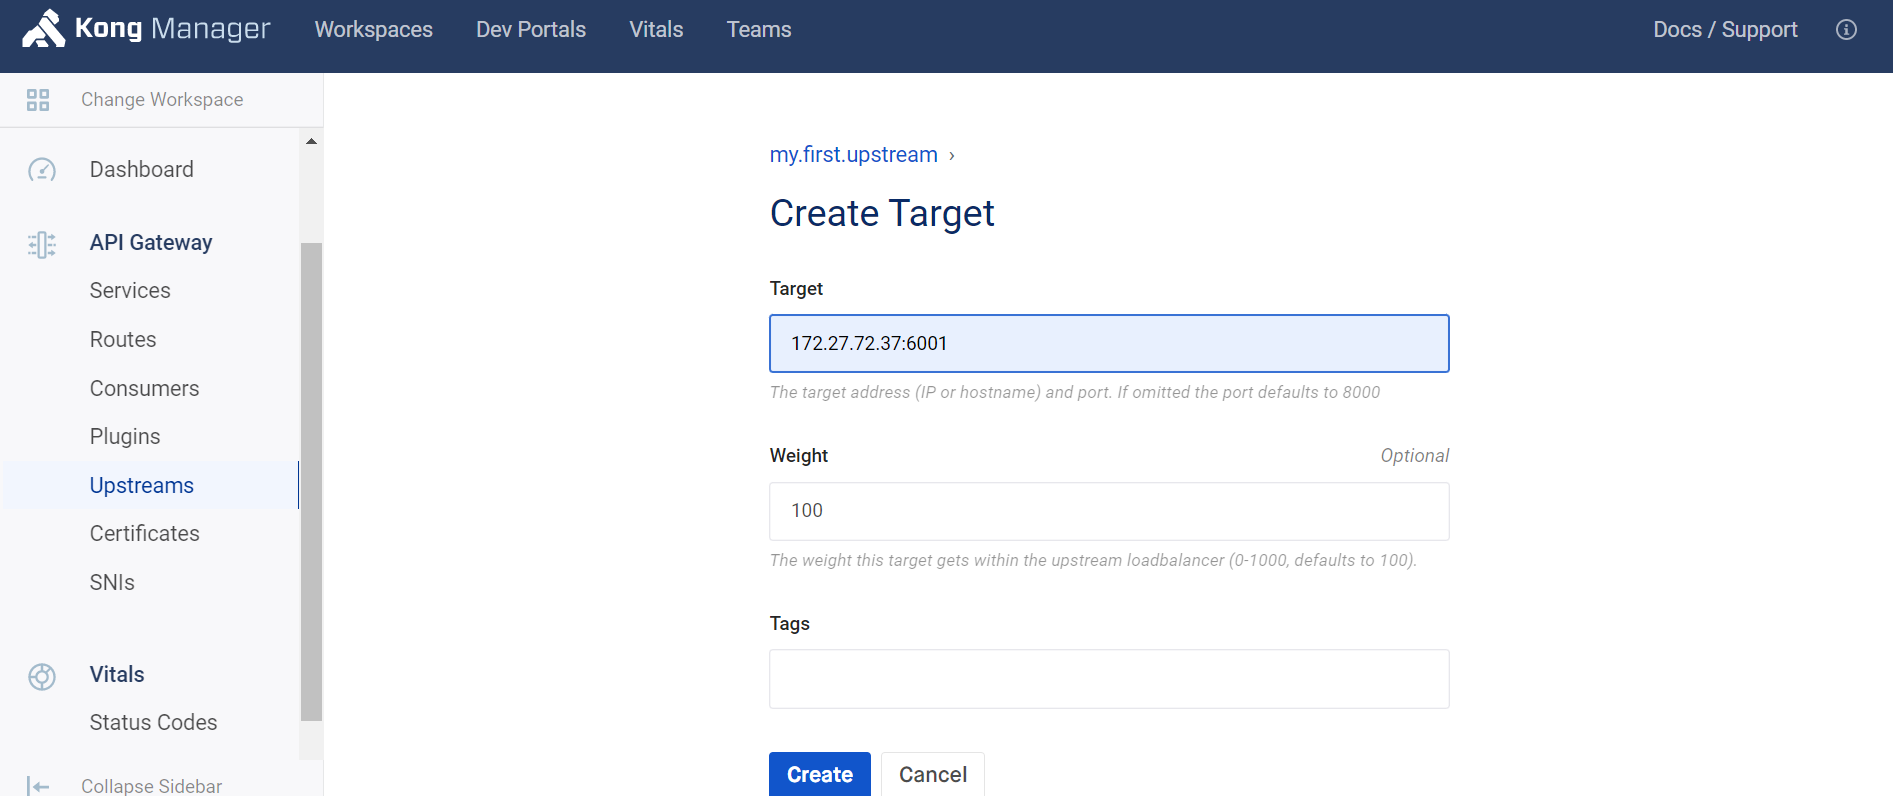 Kong Manager Workspaces Dev Portals Vitals Teams Docs / Support
Change Workspace
Dashboard
API Gateway
Services
Routes
Consumers
Plugins
Upstreams
Certificates
SNIs
Vitals
Status Codes
Collapse Sidebar
my.first.upstream ›
Create Target
Target
172.27.72.37:6001
The target address (IP or hostname) and port. If omitted the port defaults to 8000
Weight Optional
100
The weight this target gets within the upstream loadbalancer (0-1000, defaults to 100).
Tags
Create Cancel